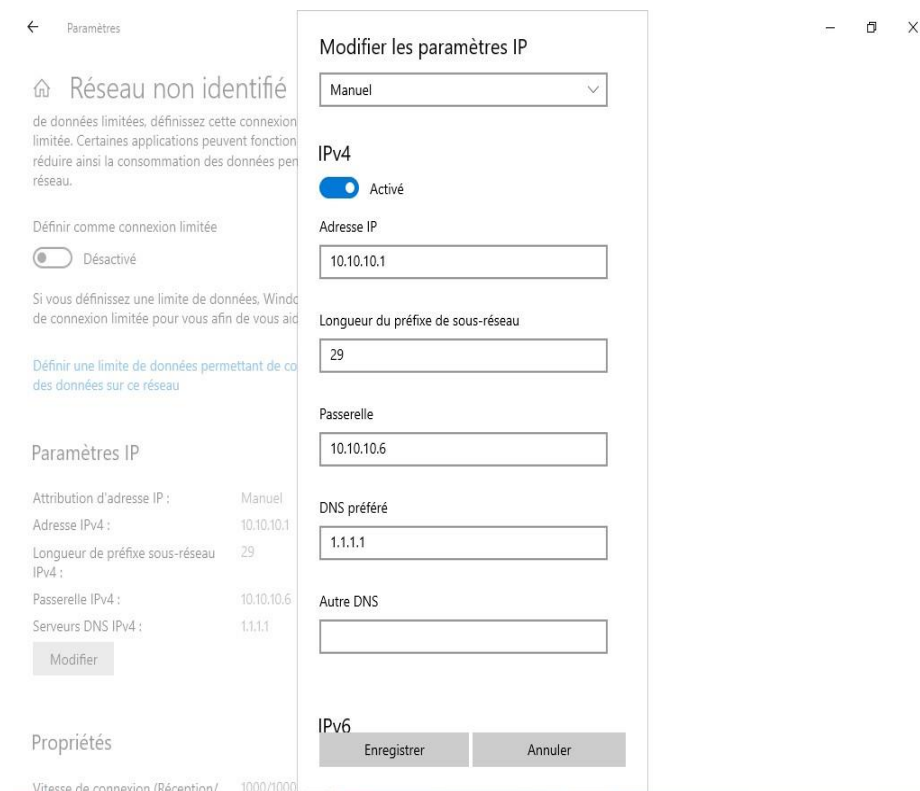 Paramètres
Réseau non identifié
de données limitées, définissez cette connexion
limitée. Certaines applications peuvent fonction
réduire ainsi la consommation des données pen
réseau.
Définir comme connexion limitée
Désactivé
Si vous définissez une limite de données, Windo
de connexion limitée pour vous afin de vous aid
Définir une limite de données permettant de co
des données sur ce réseau
Paramètres IP
Attribution d'adresse IP : Manuel
Adresse IPv4 : 10.10.10.1
Longueur de préfixe sous-réseau 29
IPv4 :
Passerelle IPv4 : 10.10.10.6
Serveurs DNS IPv4 : 1.1.1.1
Modifier
Propriétés
Vitesse de connexion (Réception/ 1000/1000
Modifier les paramètres IP
Manuel
IPv4
Activé
Adresse IP
10.10.10.1
Longueur du préfixe de sous-réseau
29
Passerelle
10.10.10.6
DNS préféré
1.1.1.1
Autre DNS
IPv6
Enregistrer Annuler